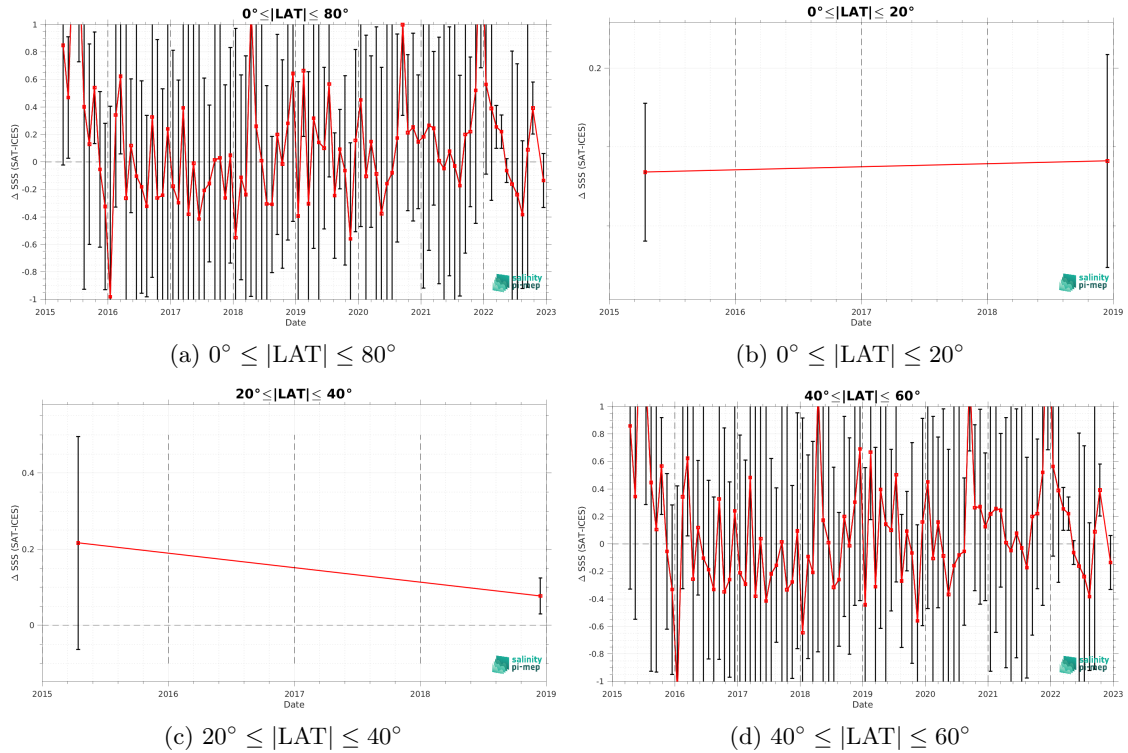 0°≤|LAT|≤ 80°
Δ SSS (SAT-ICES)
1
0.8
0.6
0.4
0.2
0
-0.2
-0.4
-0.6
-0.8
-1
2015 2016 2017 2018 2019 2020 2021 2022 2023
Date
salinity
pi-mep
(a) 0° ≤ |LAT| ≤ 80°
0°≤|LAT|≤ 20°
Δ SSS (SAT-ICES)
0.2
2015 2016 2017 2018 2019
Date
salinity
pi-mep
(b) 0° ≤ |LAT| ≤ 20°
20°≤|LAT|≤ 40°
Δ SSS (SAT-ICES)
0.4
0.2
0
2015 2016 2017 2018 2019
Date
salinity
pi-mep
(c) 20° ≤ |LAT| ≤ 40°
40°≤|LAT|≤ 60°
Δ SSS (SAT-ICES)
1
0.8
0.6
0.4
0.2
0
-0.2
-0.4
-0.6
-0.8
-1
2015 2016 2017 2018 2019 2020 2021 2022 2023
Date
salinity
pi-mep
(d) 40° ≤ |LAT| ≤ 60°